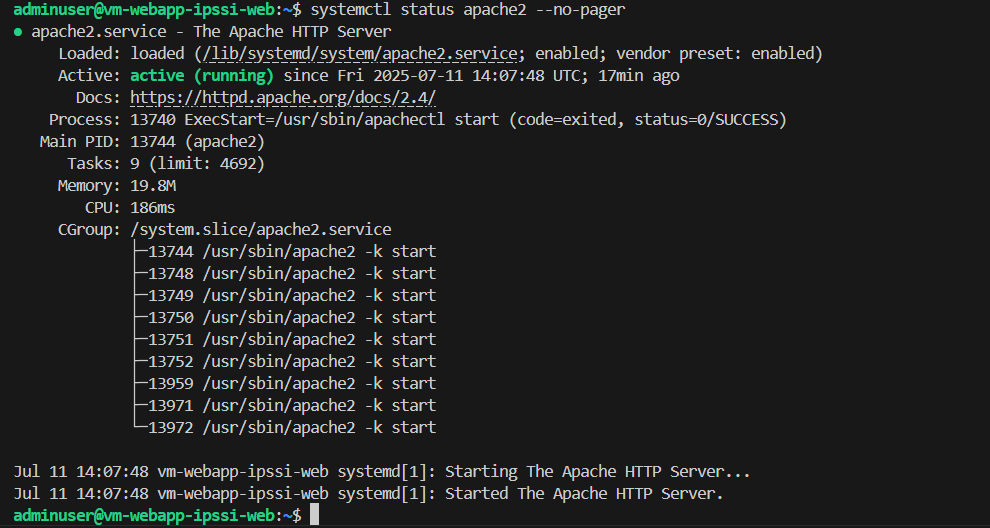 adminuser@vm-webapp-ipssi-web:~$ systemctl status apache2 --no-pager
● apache2.service - The Apache HTTP Server
     Loaded: loaded (/lib/systemd/system/apache2.service; enabled; vendor preset: enabled)
     Active: active (running) since Fri 2025-07-11 14:07:48 UTC; 17min ago
       Docs: https://httpd.apache.org/docs/2.4/
    Process: 13740 ExecStart=/usr/sbin/apachectl start (code=exited, status=0/SUCCESS)
   Main PID: 13744 (apache2)
      Tasks: 9 (limit: 4692)
     Memory: 19.8M
        CPU: 186ms
     CGroup: /system.slice/apache2.service
             ├─13744 /usr/sbin/apache2 -k start
             ├─13748 /usr/sbin/apache2 -k start
             ├─13749 /usr/sbin/apache2 -k start
             ├─13750 /usr/sbin/apache2 -k start
             ├─13751 /usr/sbin/apache2 -k start
             ├─13752 /usr/sbin/apache2 -k start
             ├─13959 /usr/sbin/apache2 -k start
             ├─13971 /usr/sbin/apache2 -k start
             └─13972 /usr/sbin/apache2 -k start
Jul 11 14:07:48 vm-webapp-ipssi-web systemd[1]: Starting The Apache HTTP Server...
Jul 11 14:07:48 vm-webapp-ipssi-web systemd[1]: Started The Apache HTTP Server.
adminuser@vm-webapp-ipssi-web:~$